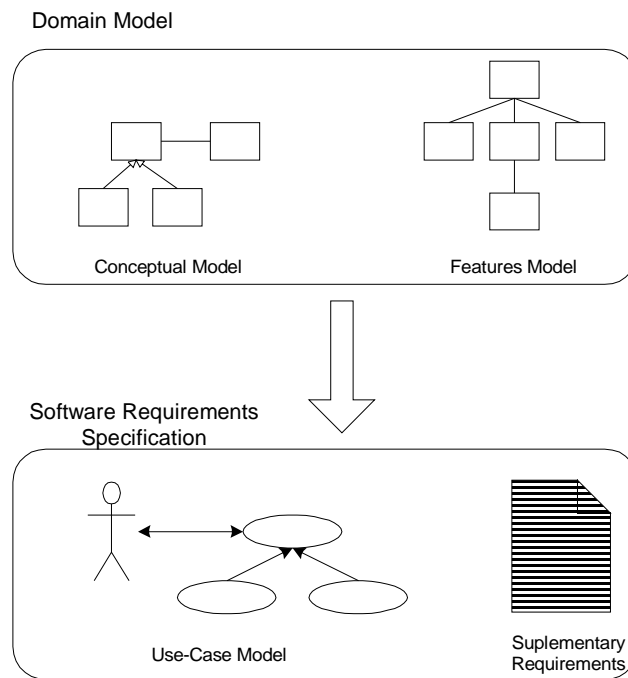 Domain Model
Conceptual Model
Features Model
Software Requirements
Specification
Use-Case Model
Suplementary
Requirements